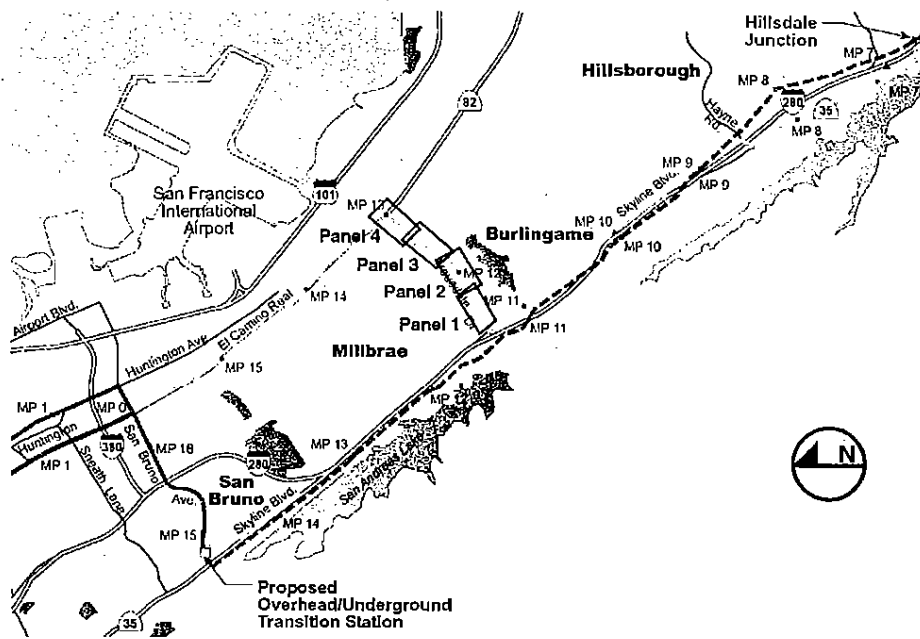 Hillsdale
Junction
MP 7
Hillsborough
MP 8
280
35
MP 7
82
Hayne
Rd.
MP 8
MP 9
San Francisco
International
Airport
101
Skyline Blvd.
MP 9
MP 13
MP 10
Panel 4
Burlingame
MP 10
Panel 3
MP 12
MP 14
Panel 2
MP 11
El Camino Real
Panel 1
MP 11
Airport Blvd.
Huntington Ave
Millbrae
MP 15
MP 1
MP 0
Huntington
380
San Bruno
Ave.
MP 16
MP 13
MP 1
Sneath Lane
280
San Andreas Lake
San
Bruno
Skyline Blvd.
MP 14
MP 15
N
Proposed
Overhead/Underground
Transition Station
35